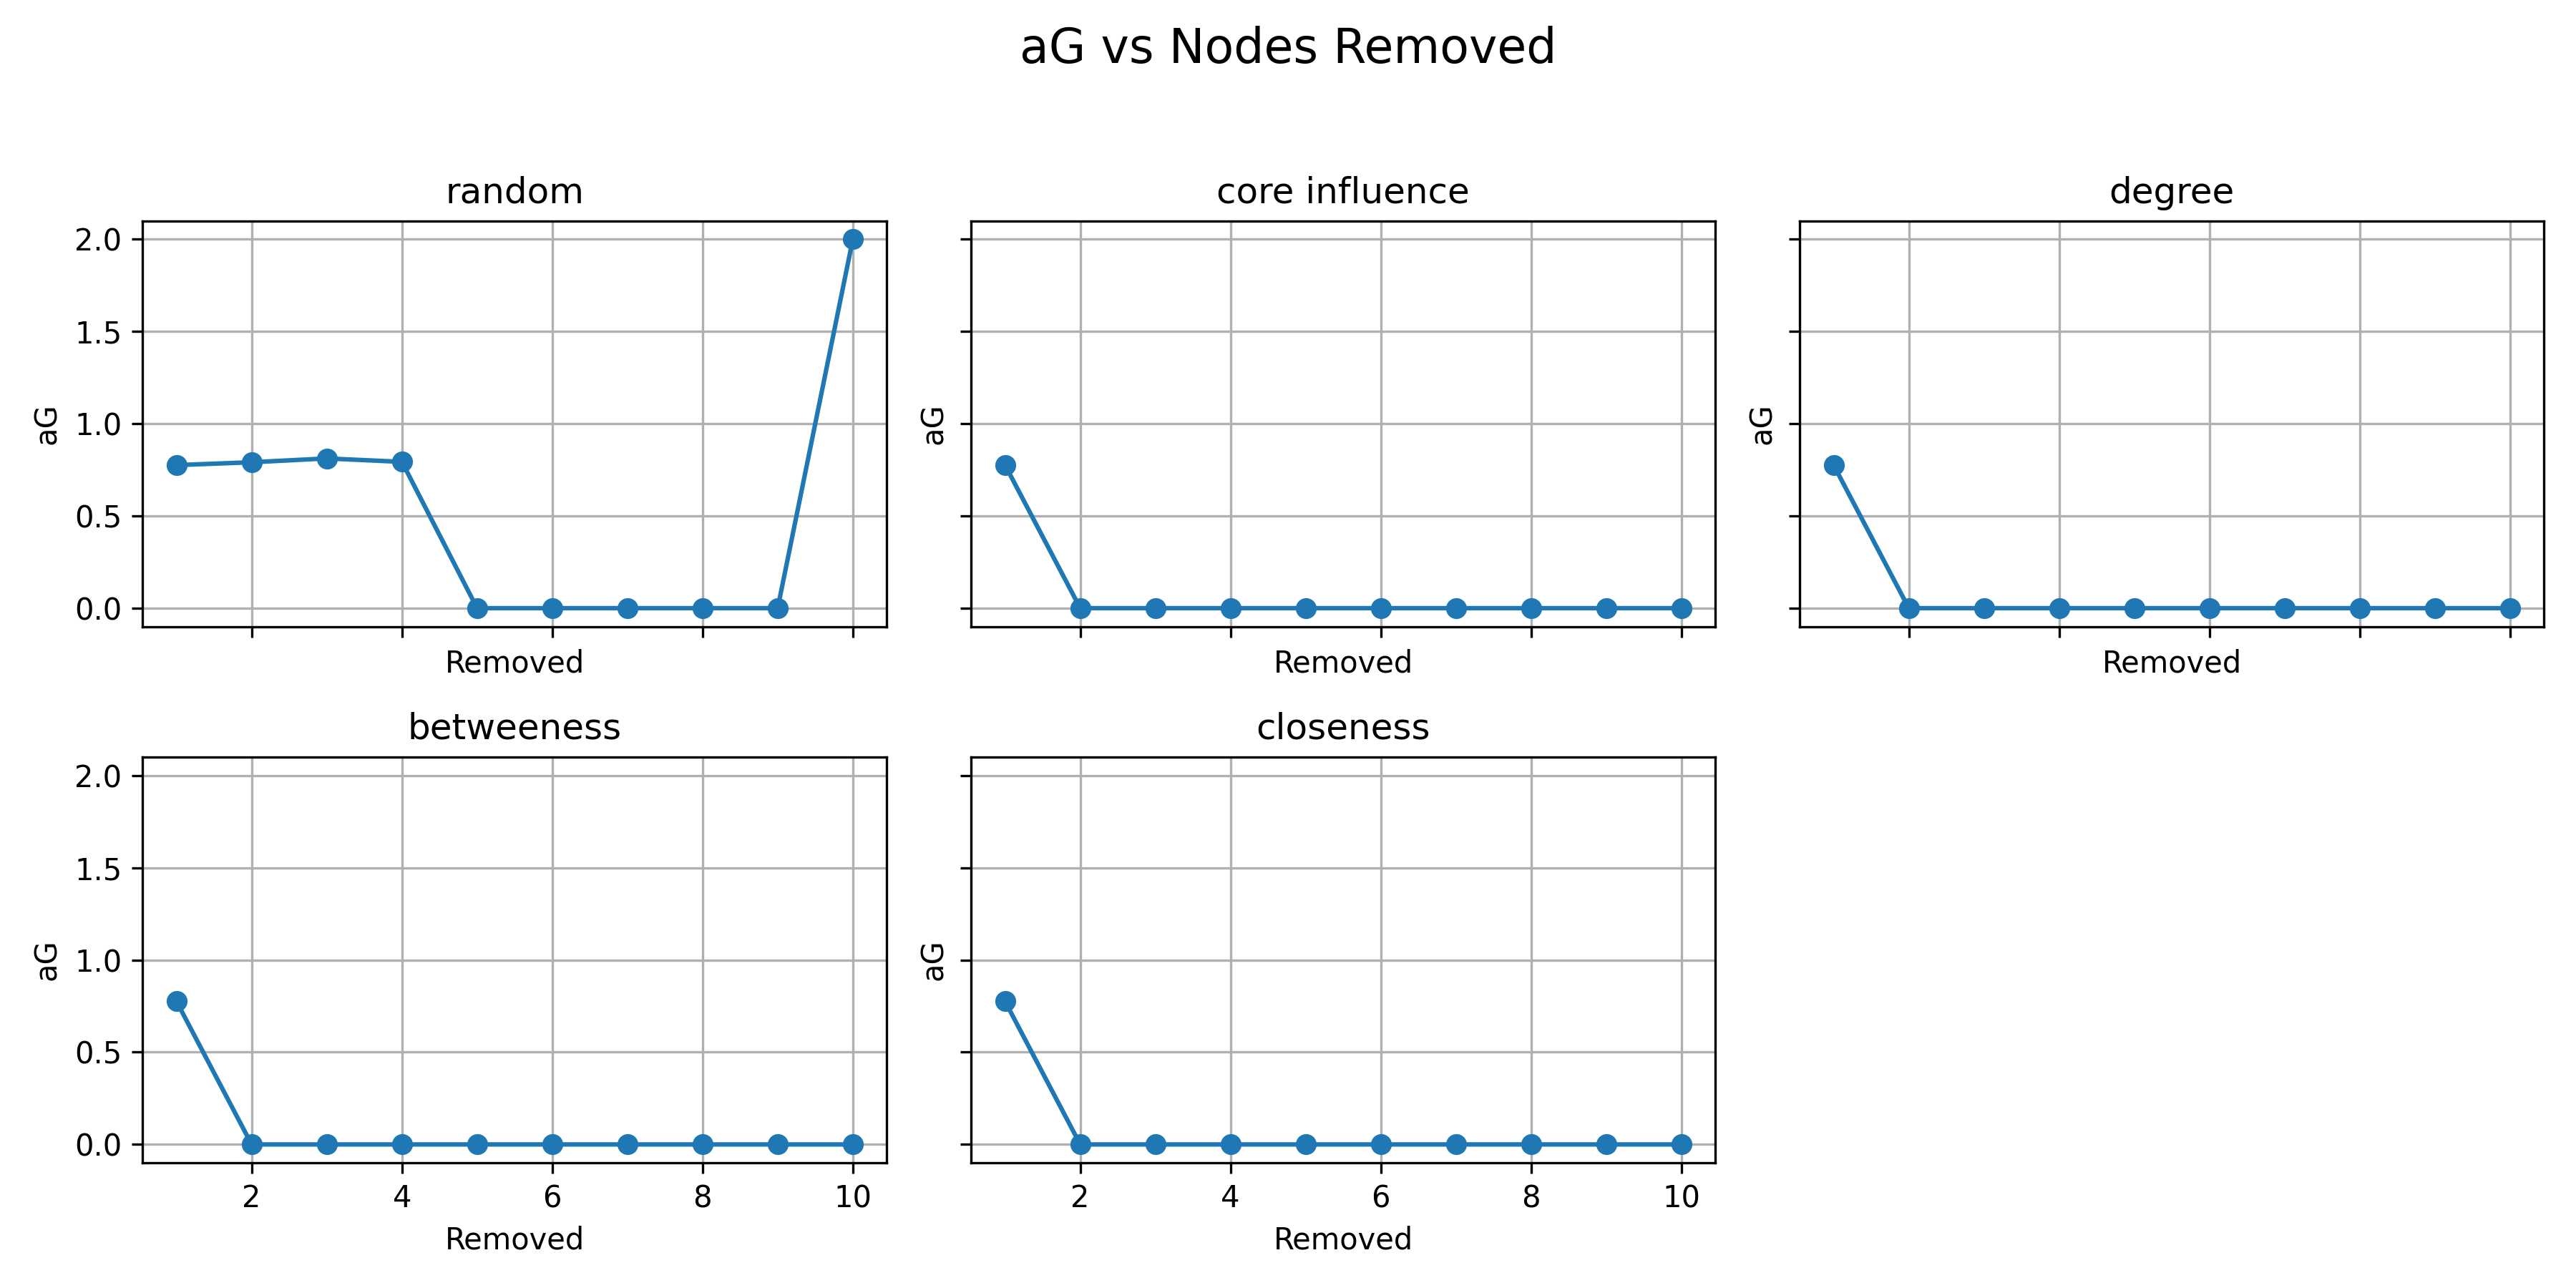 aG vs Nodes Removed
random
core influence
degree
2.0
1.5
1.0
0.5
0.0
aG
aG
aG
Removed
Removed
Removed
betweeness
closeness
2.0
1.5
1.0
0.5
0.0
aG
aG
2 4 6 8 10
2 4 6 8 10
Removed
Removed